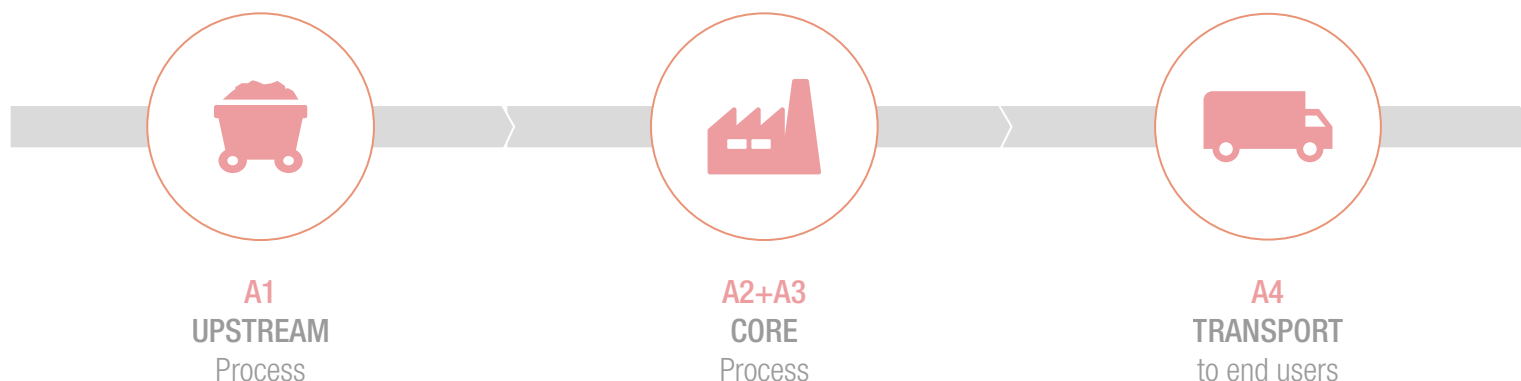 A1
UPSTREAM
Process
A2+A3
CORE
Process
A4
TRANSPORT
to end users